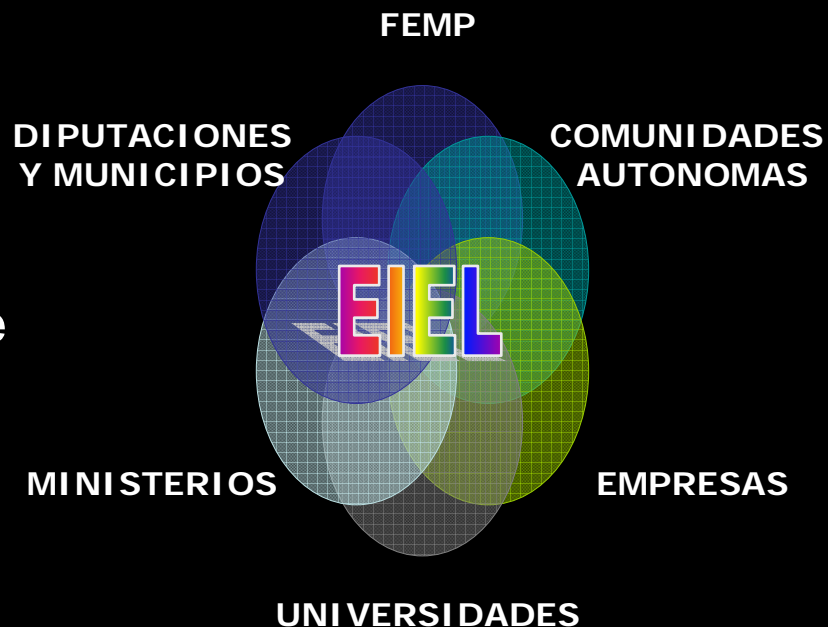 FEMP
DIPUTACIONES
Y MUNICIPIOS
COMUNIDADES
AUTONOMAS
EIEL
e
MINISTERIOS
EMPRESAS
e
UNIVERSIDADES